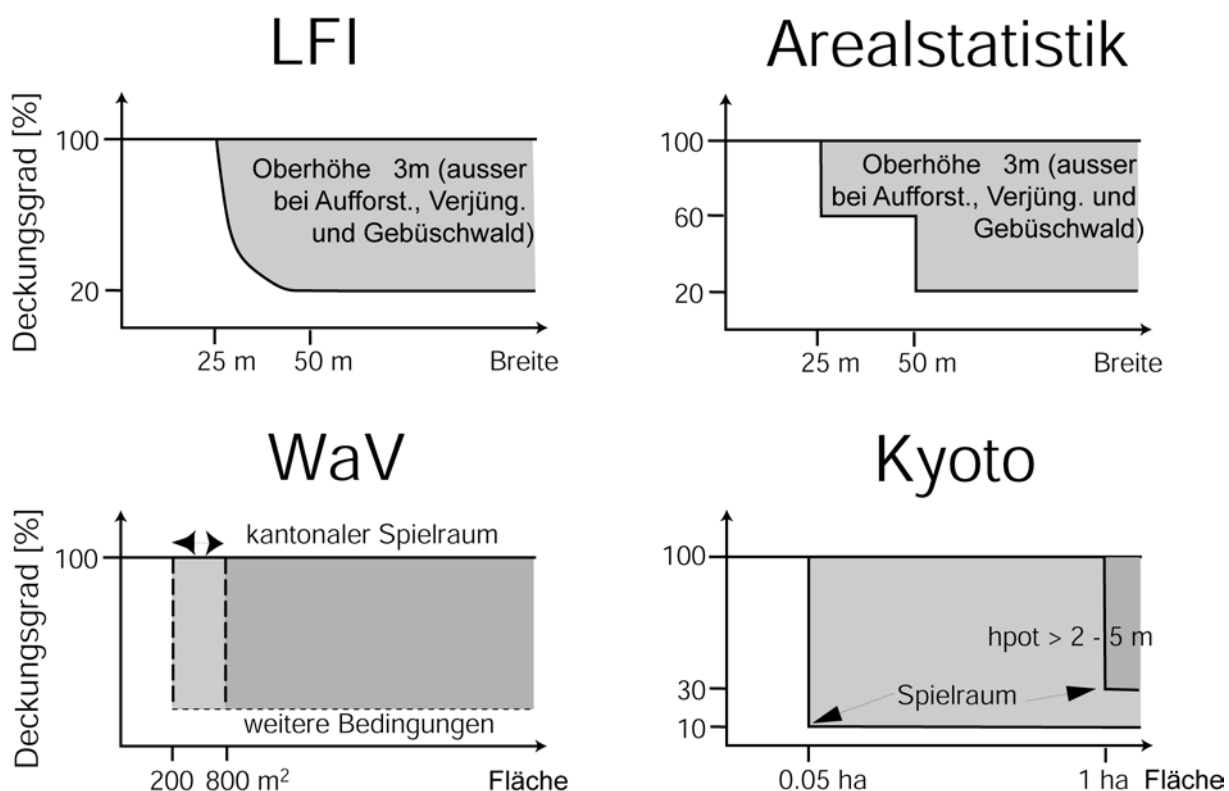 LFI
Deckungsgrad [%]
100
20
Oberhöhe 3m (ausser
bei Aufforst., Verjüng.
und Gebüschwald)
25 m
50 m
Breite
Arealstatistik
100
60
20
Oberhöhe 3m (ausser
bei Aufforst., Verjüng. und
Gebüschwald)
25 m
50 m
Breite
WaV
Deckungsgrad [%]
100
kantonaler Spielraum
weitere Bedingungen
200
800 m²
Fläche
Kyoto
100
30
10
hpot > 2 - 5 m
Spielraum
0.05 ha
1 ha
Fläche